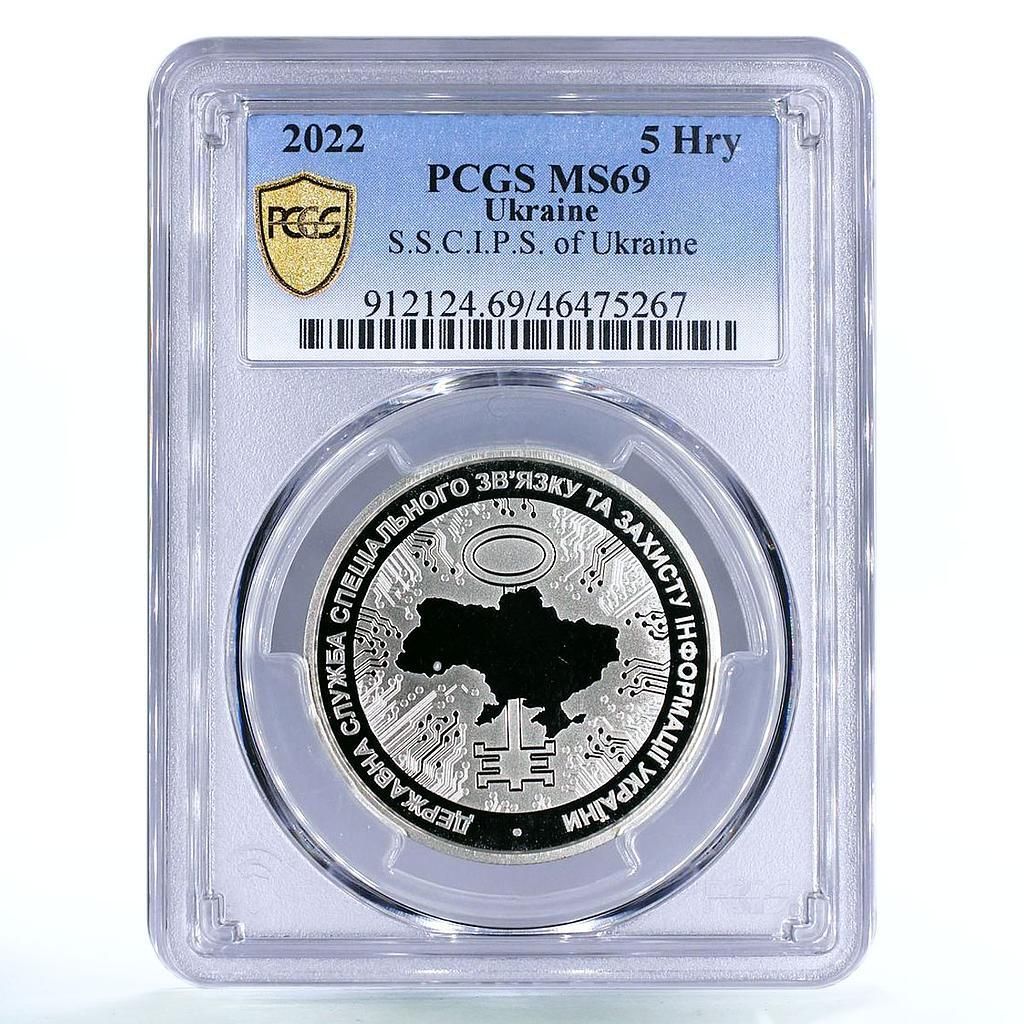 2022 5 Hry
PCGS MS69
Ukraine
S.S.C.I.P.S. of Ukraine
PCGS
912124.69/46475267
ДЕРЖАВНА СЛУЖБА СПЕЦІАЛЬНОГО ЗВ'ЯЗКУ ТА ЗАХИСТУ ІНФОРМАЦІЇ УКРАЇНИ